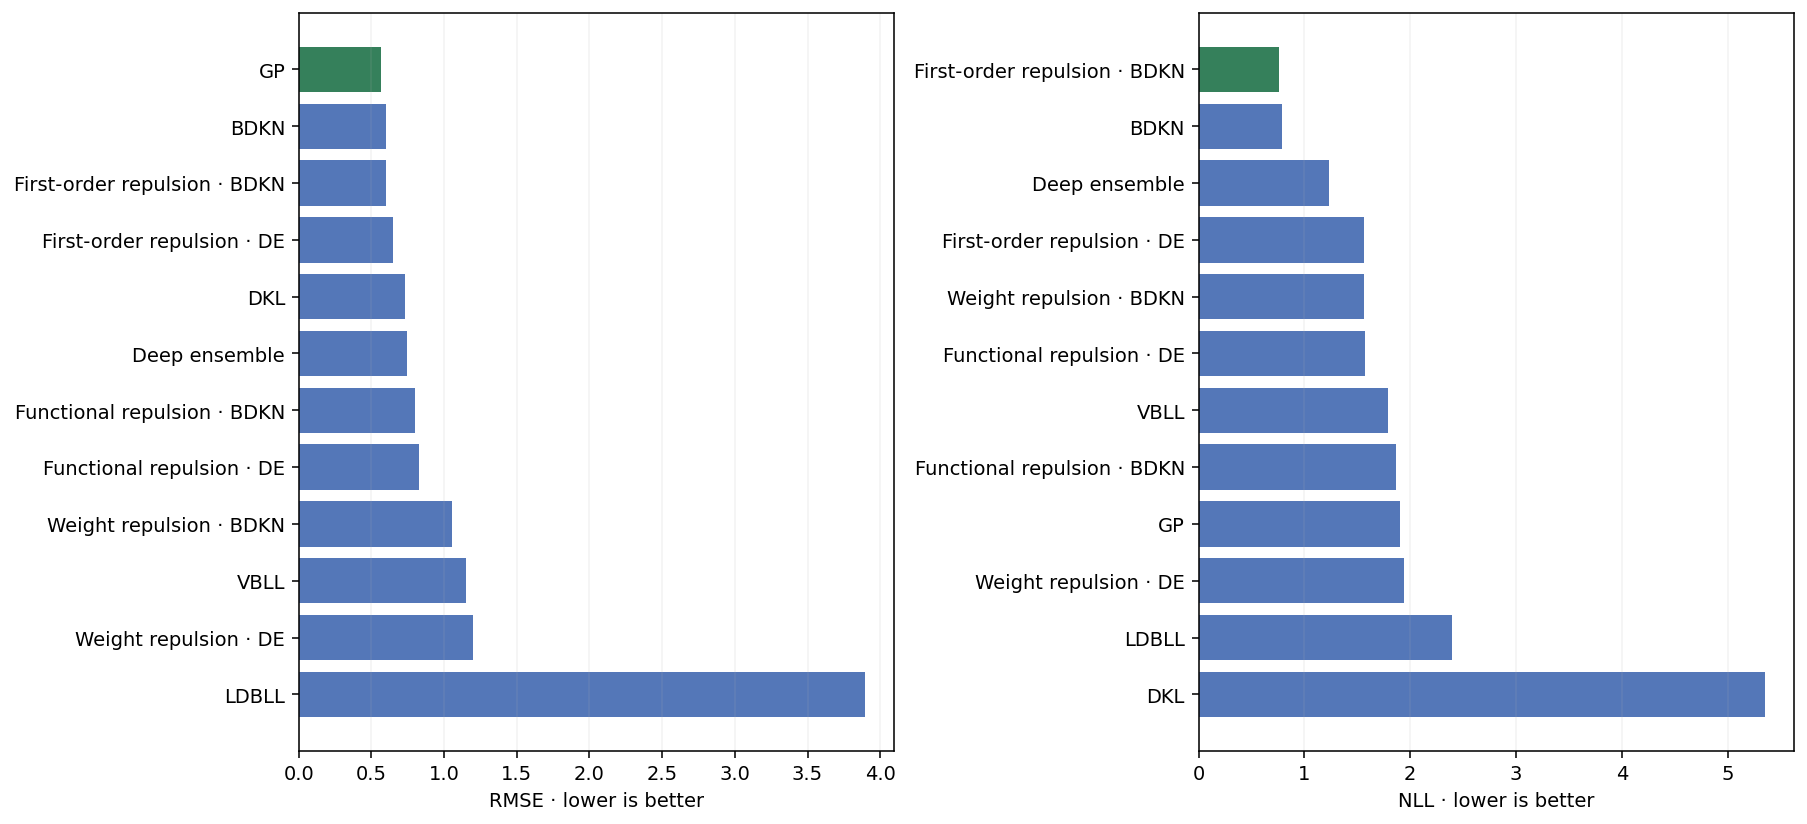 GP
BDKN
First-order repulsion · BDKN
First-order repulsion · DE
DKL
Deep ensemble
Functional repulsion · BDKN
Functional repulsion · DE
Weight repulsion · BDKN
VBLL
Weight repulsion · DE
LDBLL
0.0 0.5 1.0 1.5 2.0 2.5 3.0 3.5 4.0
RMSE · lower is better
First-order repulsion · BDKN
BDKN
Deep ensemble
First-order repulsion · DE
Weight repulsion · BDKN
Functional repulsion · DE
VBLL
Functional repulsion · BDKN
GP
Weight repulsion · DE
LDBLL
DKL
0 1 2 3 4 5
NLL · lower is better